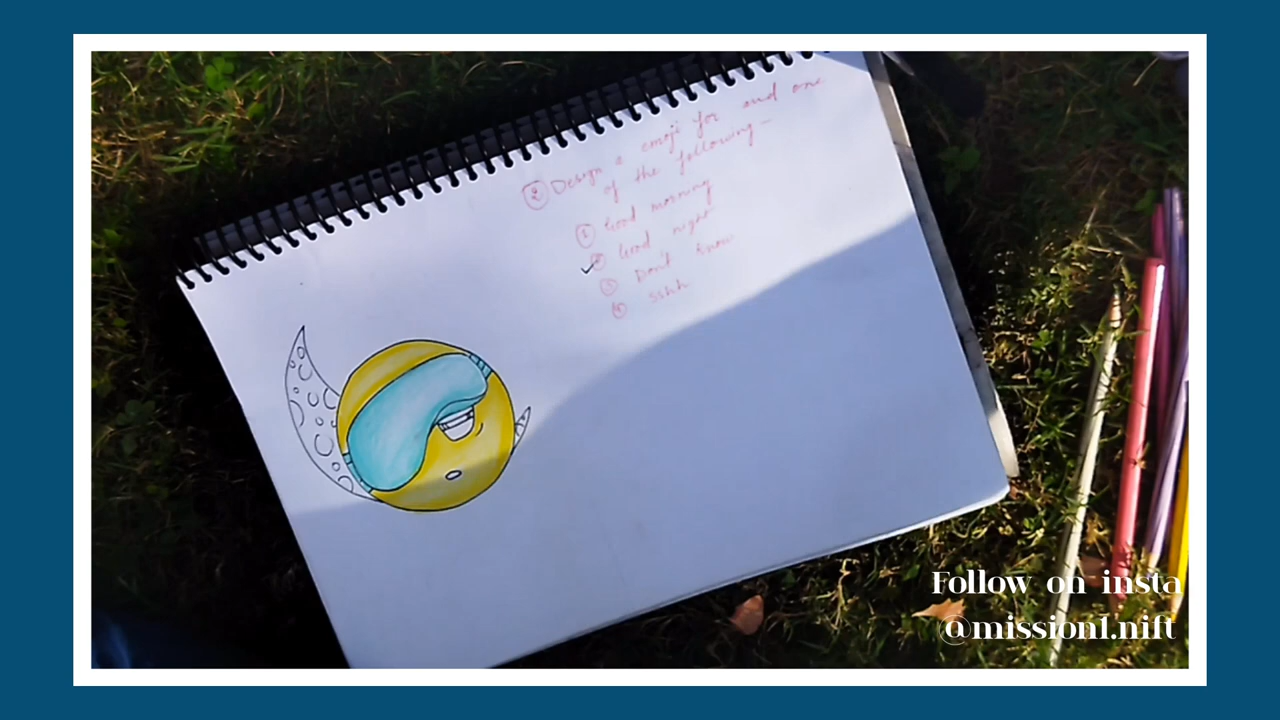 ② Design a emoji for and one
of the following —
① Good morning
② Good night
③ Don't know
④ sshh
Follow on insta
@mission1.nift